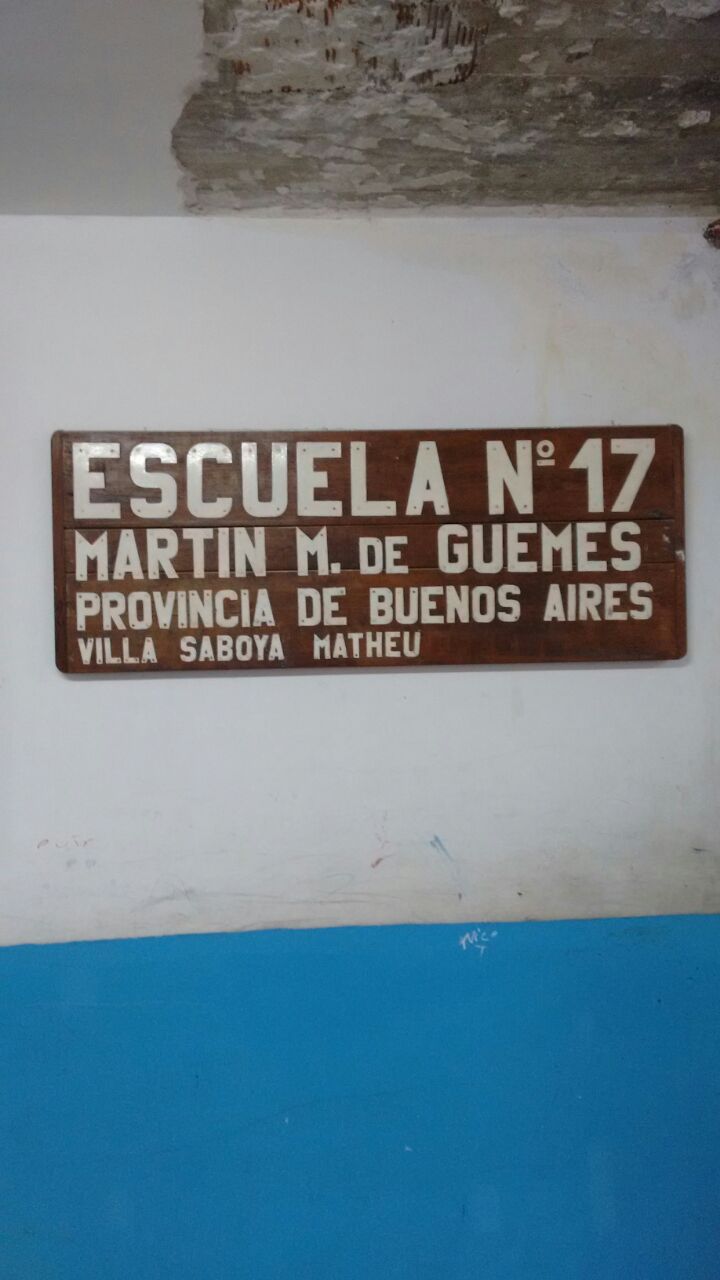 ESCUELA Nº 17
MARTIN M. DE GUEMES
PROVINCIA DE BUENOS AIRES
VILLA SABOYA MATHEU